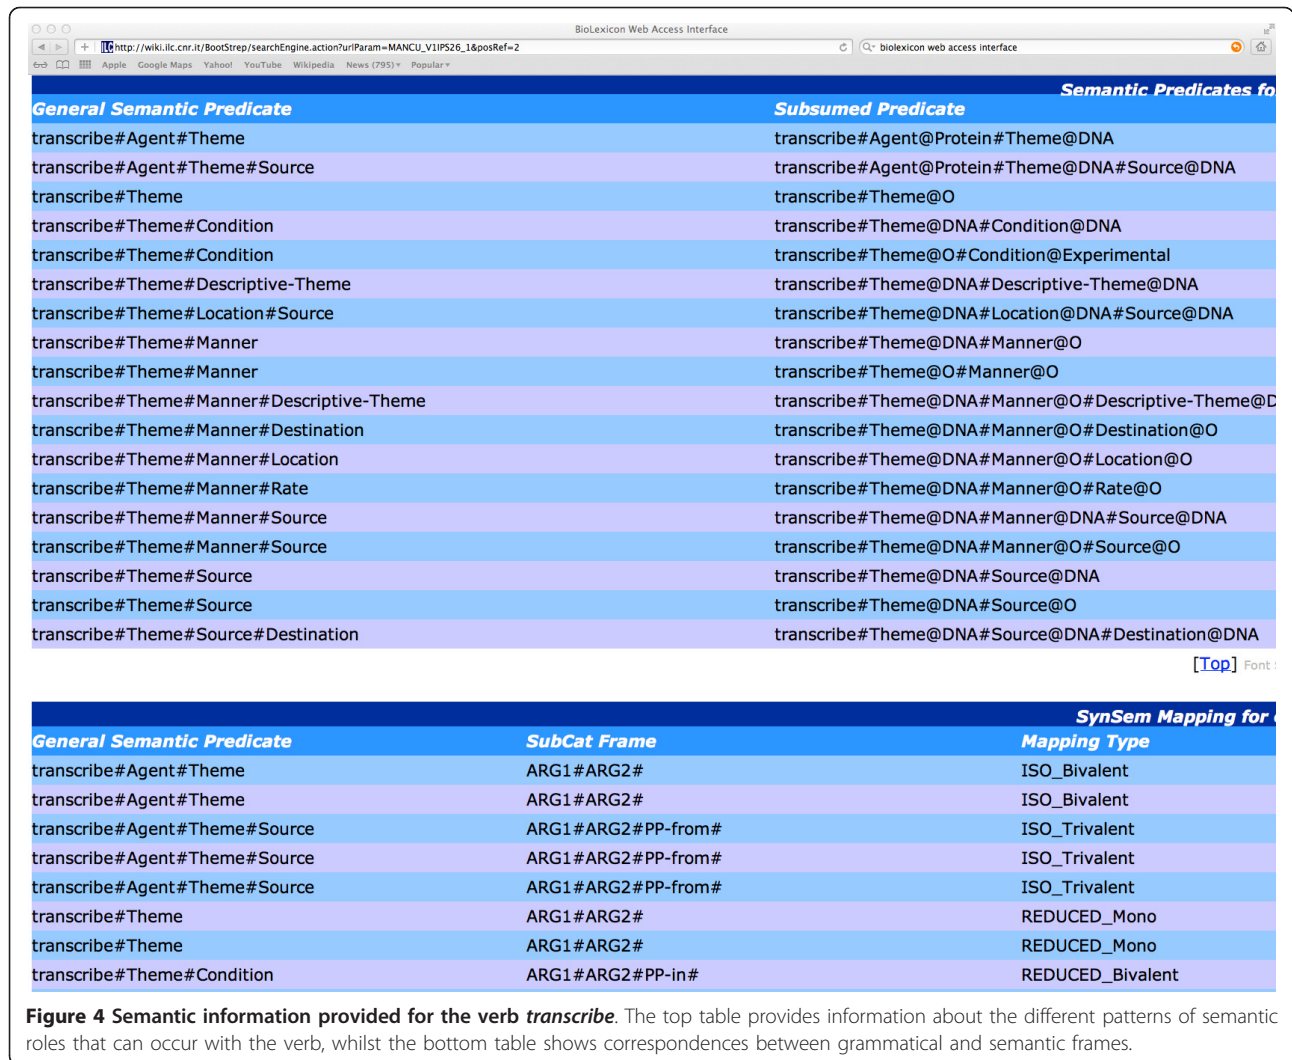 BioLexicon Web Access Interface
ILC http://wiki.ilc.cnr.it/BootStrep/searchEngine.action?urlParam=MANCU_V1IPS26_1&posRef=2 biolexicon web access interface
Apple Google Maps Yahoo! YouTube Wikipedia News (795) Popular
Semantic Predicates fo
General Semantic Predicate Subsumed Predicate
transcribe#Agent#Theme transcribe#Agent@Protein#Theme@DNA
transcribe#Agent#Theme#Source transcribe#Agent@Protein#Theme@DNA#Source@DNA
transcribe#Theme transcribe#Theme@O
transcribe#Theme#Condition transcribe#Theme@DNA#Condition@DNA
transcribe#Theme#Condition transcribe#Theme@O#Condition@Experimental
transcribe#Theme#Descriptive-Theme transcribe#Theme@DNA#Descriptive-Theme@DNA
transcribe#Theme#Location#Source transcribe#Theme@DNA#Location@DNA#Source@DNA
transcribe#Theme#Manner transcribe#Theme@DNA#Manner@O
transcribe#Theme#Manner transcribe#Theme@O#Manner@O
transcribe#Theme#Manner#Descriptive-Theme transcribe#Theme@DNA#Manner@O#Descriptive-Theme@D
transcribe#Theme#Manner#Destination transcribe#Theme@DNA#Manner@O#Destination@O
transcribe#Theme#Manner#Location transcribe#Theme@DNA#Manner@O#Location@O
transcribe#Theme#Manner#Rate transcribe#Theme@DNA#Manner@O#Rate@O
transcribe#Theme#Manner#Source transcribe#Theme@DNA#Manner@DNA#Source@DNA
transcribe#Theme#Manner#Source transcribe#Theme@DNA#Manner@O#Source@O
transcribe#Theme#Source transcribe#Theme@DNA#Source@DNA
transcribe#Theme#Source transcribe#Theme@DNA#Source@O
transcribe#Theme#Source#Destination transcribe#Theme@DNA#Source@DNA#Destination@DNA
[Top] Font
SynSem Mapping for
General Semantic Predicate SubCat Frame Mapping Type
transcribe#Agent#Theme ARG1#ARG2# ISO_Bivalent
transcribe#Agent#Theme ARG1#ARG2# ISO_Bivalent
transcribe#Agent#Theme#Source ARG1#ARG2#PP-from# ISO_Trivalent
transcribe#Agent#Theme#Source ARG1#ARG2#PP-from# ISO_Trivalent
transcribe#Agent#Theme#Source ARG1#ARG2#PP-from# ISO_Trivalent
transcribe#Theme ARG1#ARG2# REDUCED_Mono
transcribe#Theme ARG1#ARG2# REDUCED_Mono
transcribe#Theme#Condition ARG1#ARG2#PP-in# REDUCED_Bivalent
Figure 4 Semantic information provided for the verb transcribe. The top table provides information about the different patterns of semantic
roles that can occur with the verb, whilst the bottom table shows correspondences between grammatical and semantic frames.